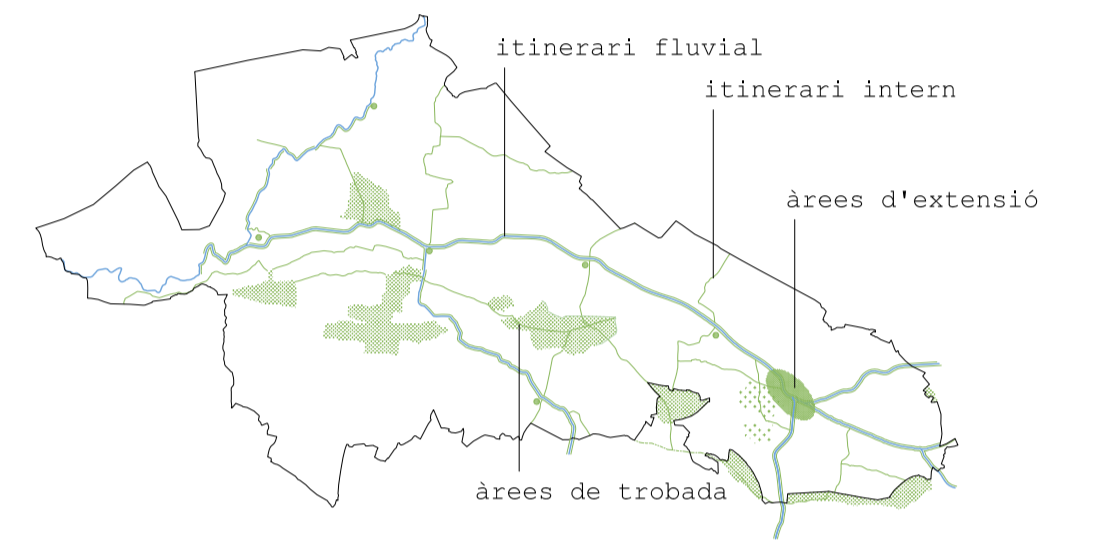 itinerari fluvial
itinerari intern
àrees d'extensió
àrees de trobada